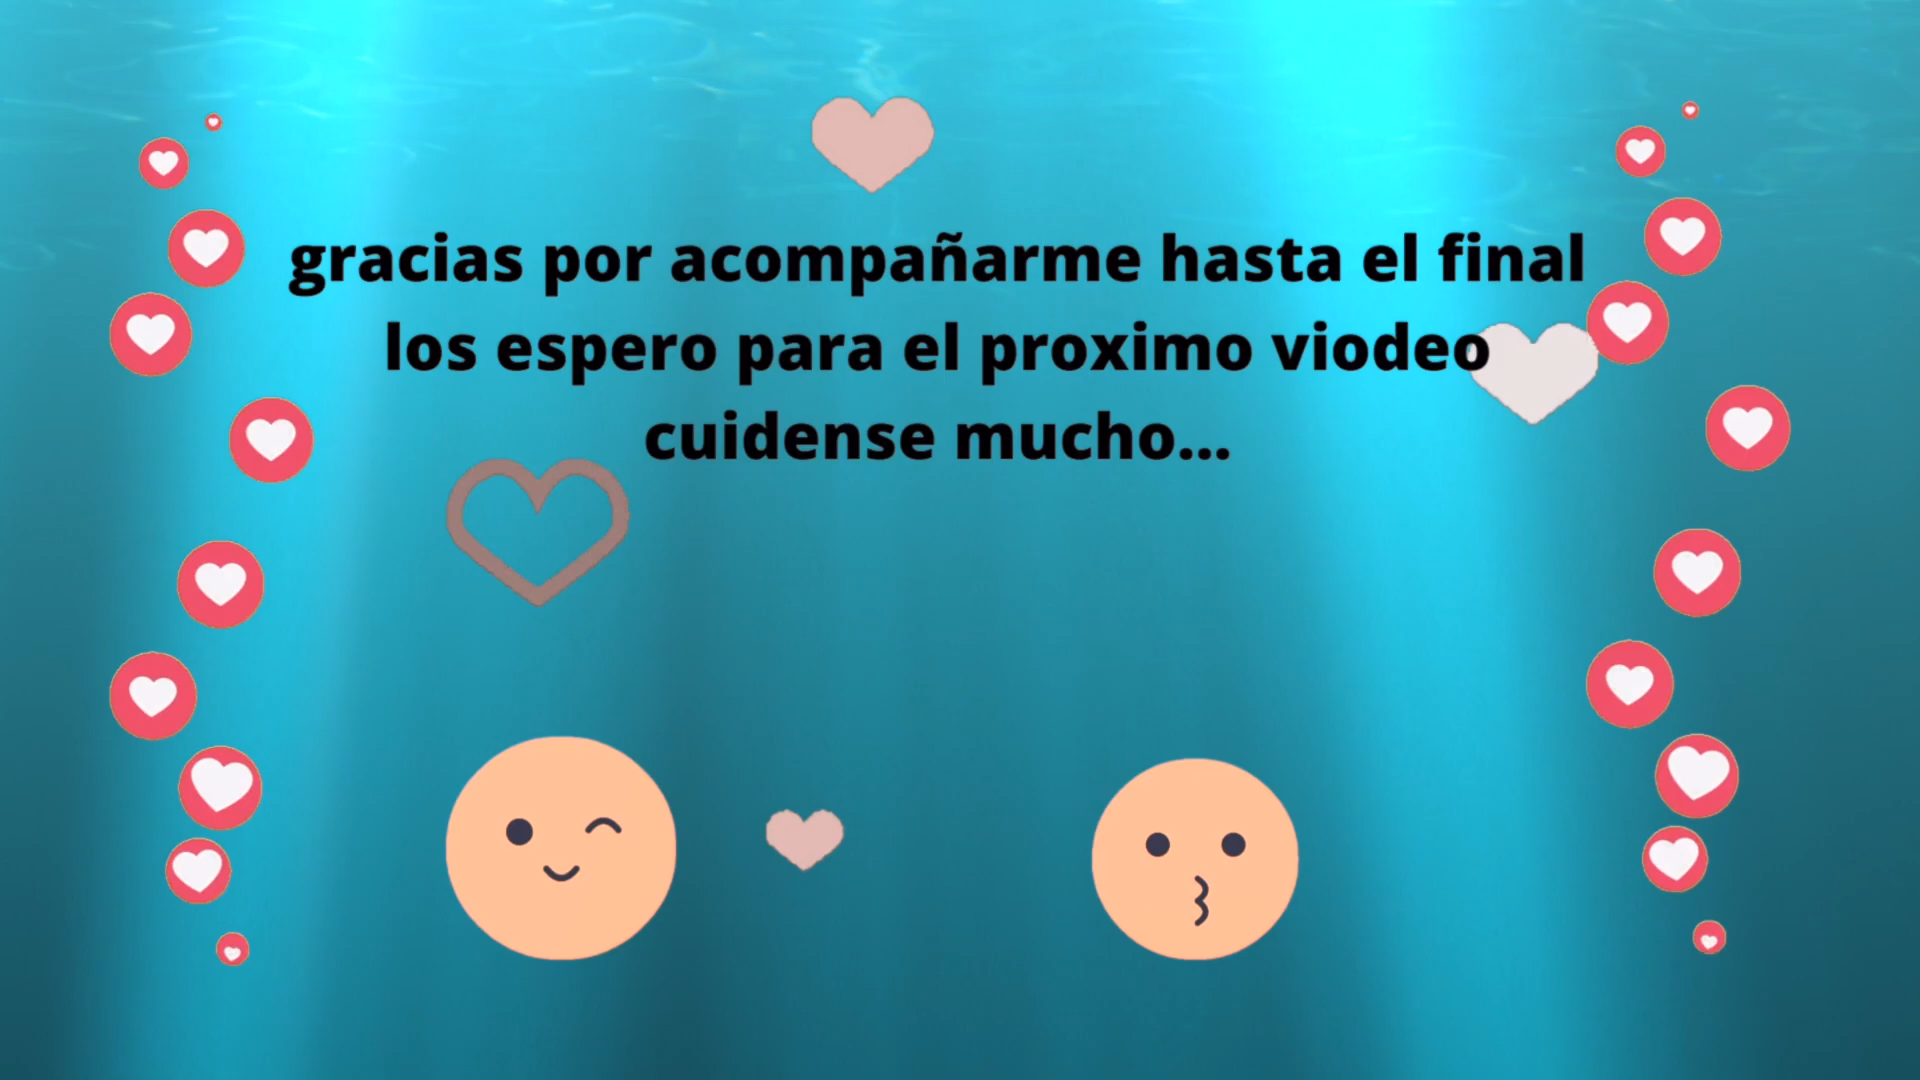 gracias por acompañarme hasta el final
los espero para el proximo viodeo
cuidense mucho...